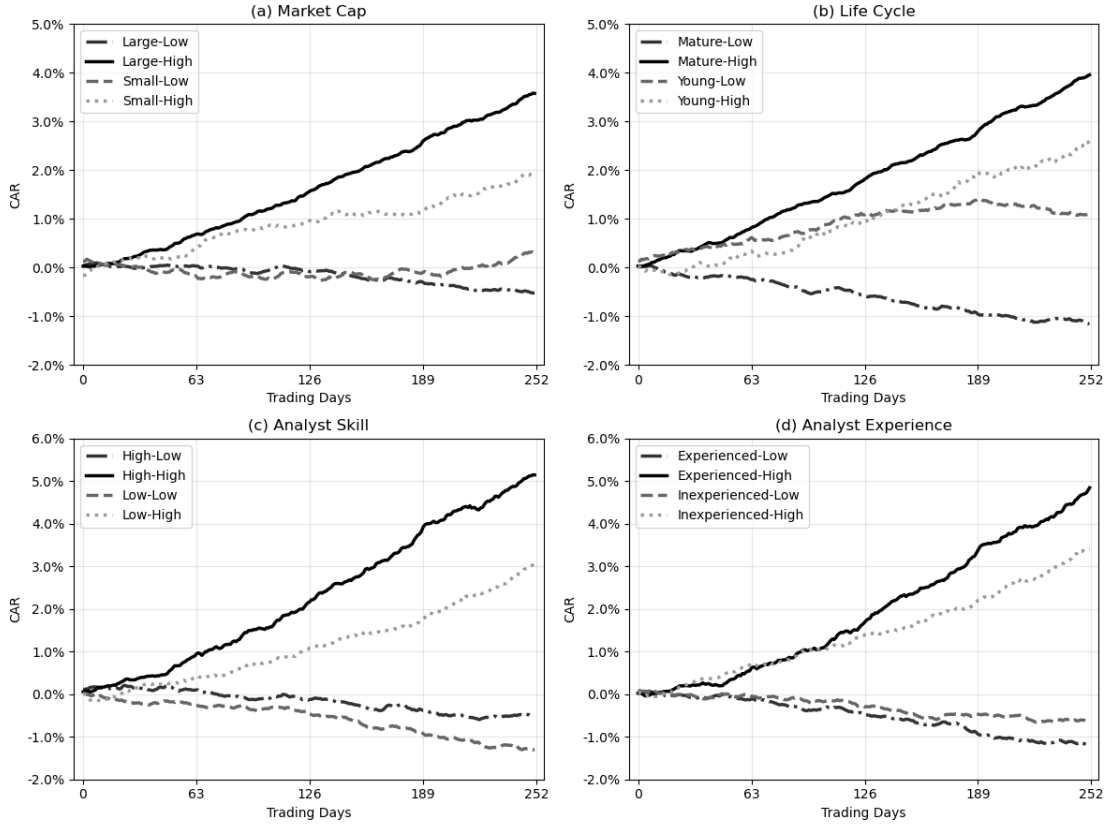 (a) Market Cap
5.0%
4.0%
3.0%
2.0%
1.0%
0.0%
-1.0%
-2.0%
CAR
Large-Low
Large-High
Small-Low
Small-High
0 63 126 189 252
Trading Days
(b) Life Cycle
5.0%
4.0%
3.0%
2.0%
1.0%
0.0%
-1.0%
-2.0%
CAR
Mature-Low
Mature-High
Young-Low
Young-High
0 63 126 189 252
Trading Days
(c) Analyst Skill
6.0%
5.0%
4.0%
3.0%
2.0%
1.0%
0.0%
-1.0%
-2.0%
CAR
High-Low
High-High
Low-Low
Low-High
0 63 126 189 252
Trading Days
(d) Analyst Experience
6.0%
5.0%
4.0%
3.0%
2.0%
1.0%
0.0%
-1.0%
-2.0%
CAR
Experienced-Low
Experienced-High
Inexperienced-Low
Inexperienced-High
0 63 126 189 252
Trading Days